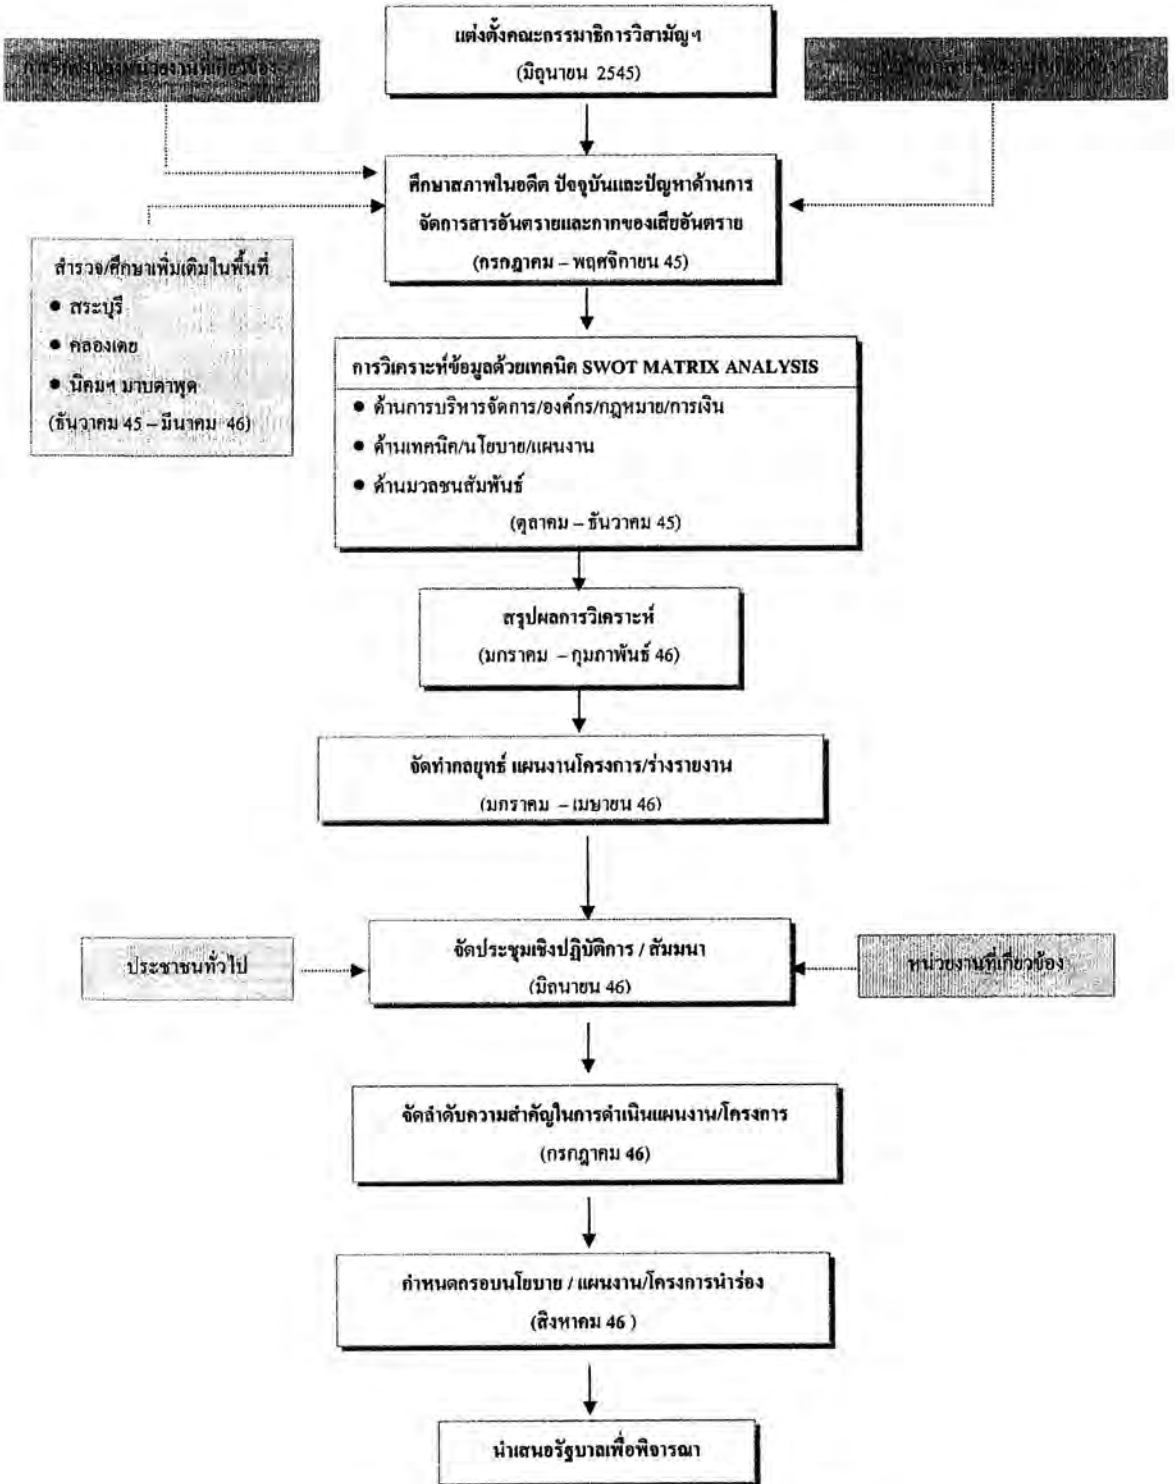 แต่งตั้งคณะกรรมาธิการวิสามัญฯ
(มิถุนายน 2545)
หน่วยงานที่เกี่ยวข้อง
ศึกษาสภาพในอดีต ปัจจุบันและปัญหาด้านการ
จัดการสารอันตรายและกากของเสียอันตราย
(กรกฎาคม – พฤศจิกายน 45)
สำรวจ/ศึกษาเพิ่มเติมในพื้นที่
● สระบุรี
● คลองเตย
● นิคมฯ มาบตาพุด
(ธันวาคม 45 – มีนาคม 46)
การวิเคราะห์ข้อมูลด้วยเทคนิค SWOT MATRIX ANALYSIS
● ด้านการบริหารจัดการ/องค์กร/กฎหมาย/การเงิน
● ด้านเทคนิค/นโยบาย/แผนงาน
● ด้านมวลชนสัมพันธ์
(ตุลาคม – ธันวาคม 45)
สรุปผลการวิเคราะห์
(มกราคม – กุมภาพันธ์ 46)
จัดทำกลยุทธ์ แผนงานโครงการ/ร่างรายงาน
(มกราคม – เมษายน 46)
จัดประชุมเชิงปฏิบัติการ / สัมมนา
(มิถุนายน 46)
ประชาชนทั่วไป
หน่วยงานที่เกี่ยวข้อง
จัดลำดับความสำคัญในการดำเนินแผนงาน/โครงการ
(กรกฎาคม 46)
กำหนดกรอบนโยบาย / แผนงาน/โครงการนำร่อง
(สิงหาคม 46 )
นำเสนอรัฐบาลเพื่อพิจารณา